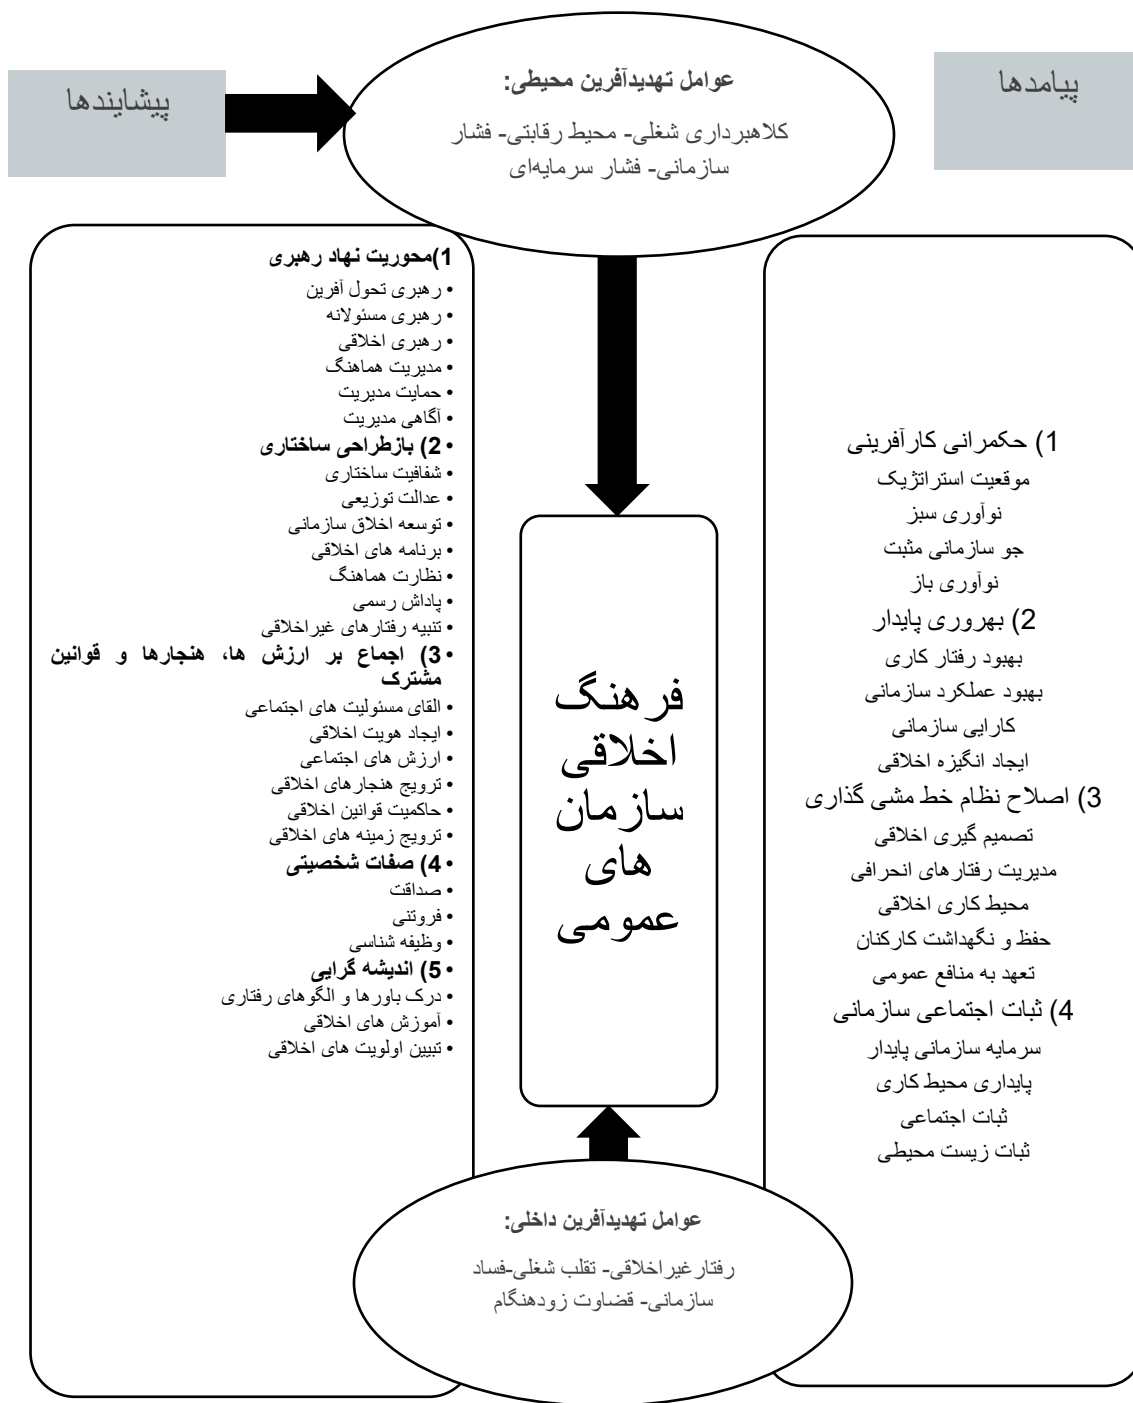 پیشایندها
عوامل تهدیدآفرین محیطی:
کلاهبرداری شغلی- محیط رقابتی- فشار
سازمانی- فشار سرمایه‌ای
پیامدها
1)محوریت نهاد رهبری
• رهبری تحول آفرین
• رهبری مسئولانه
• رهبری اخلاقی
• مدیریت هماهنگ
• حمایت مدیریت
• آگاهی مدیریت
• 2) بازطراحی ساختاری
• شفافیت ساختاری
• عدالت توزیعی
• توسعه اخلاق سازمانی
• برنامه های اخلاقی
• نظارت هماهنگ
• پاداش رسمی
• تنبیه رفتارهای غیراخلاقی
• 3) اجماع بر ارزش ها، هنجارها و قوانین
مشترک
• القای مسئولیت های اجتماعی
• ایجاد هویت اخلاقی
• ارزش های اجتماعی
• ترویج هنجارهای اخلاقی
• حاکمیت قوانین اخلاقی
• ترویج زمینه های اخلاقی
• 4) صفات شخصیتی
• صداقت
• فروتنی
• وظیفه شناسی
• 5) اندیشه گرایی
• درک باورها و الگوهای رفتاری
• آموزش های اخلاقی
• تبیین اولویت های اخلاقی
فرهنگ
اخلاقی
سازمان
های
عمومی
1) حکمرانی کارآفرینی
موقعیت استراتژیک
نوآوری سبز
جو سازمانی مثبت
نوآوری باز
2) بهروری پایدار
بهبود رفتار کاری
بهبود عملکرد سازمانی
کارایی سازمانی
ایجاد انگیزه اخلاقی
3) اصلاح نظام خط مشی گذاری
تصمیم گیری اخلاقی
مدیریت رفتارهای انحرافی
محیط کاری اخلاقی
حفظ و نگهداشت کارکنان
تعهد به منافع عمومی
4) ثبات اجتماعی سازمانی
سرمایه سازمانی پایدار
پایداری محیط کاری
ثبات اجتماعی
ثبات زیست محیطی
عوامل تهدیدآفرین داخلی:
رفتارغیراخلاقی- تقلب شغلی-فساد
سازمانی- قضاوت زودهنگام